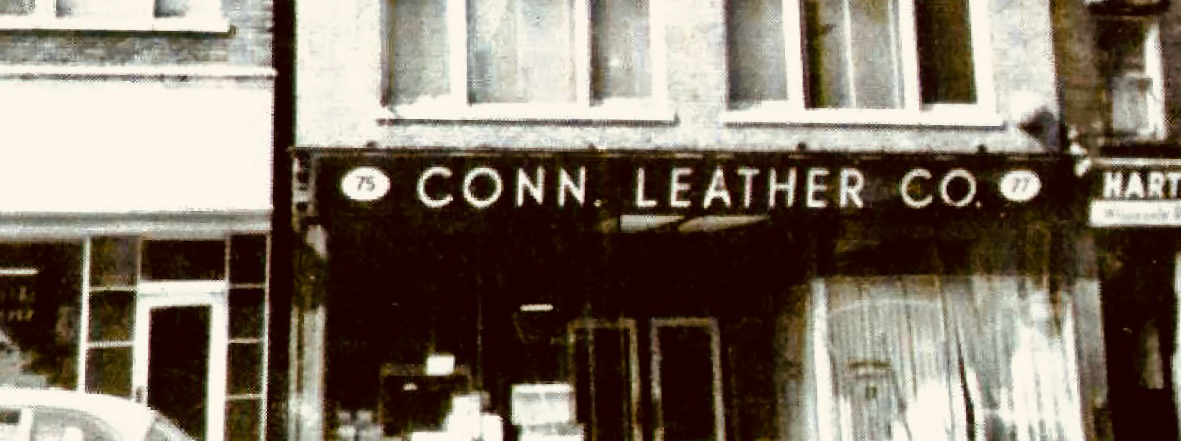 75 CONN. LEATHER CO. 77
HART